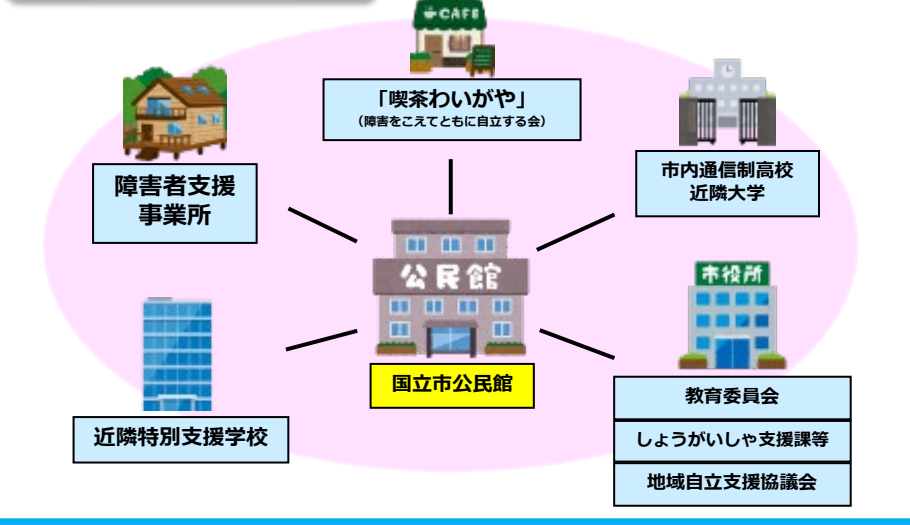 CAFE
「喫茶わいがや」
（障害をこえてともに自立する会）
障害者支援
事業所
市内通信制高校
近隣大学
公民館
国立市公民館
市役所
近隣特別支援学校
教育委員会
しょうがいしゃ支援課等
地域自立支援協議会